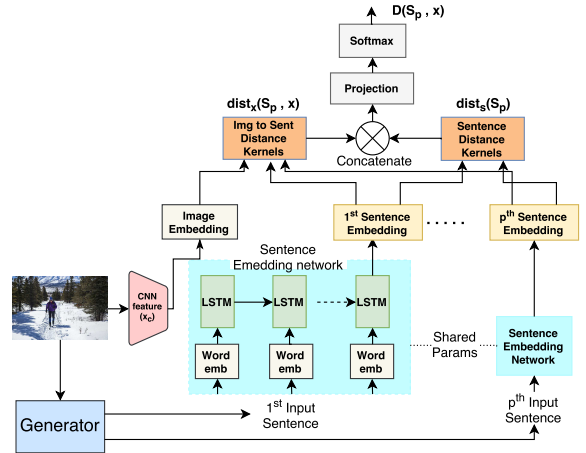 D(Sp , x)
Softmax
Projection
distx(Sp , x)
dists(Sp)
Img to Sent
Distance
Kernels
Concatenate
Sentence
Distance
Kernels
Image
Embedding
1st Sentence
Embedding
. . . . .
pth Sentence
Embedding
Sentence
Emedding network
CNN
feature
(xc)
LSTM
LSTM
LSTM
Word
emb
Word
emb
Word
emb
Shared
Params
Sentence
Embedding
Network
Generator
1st Input
Sentence
pth Input
Sentence